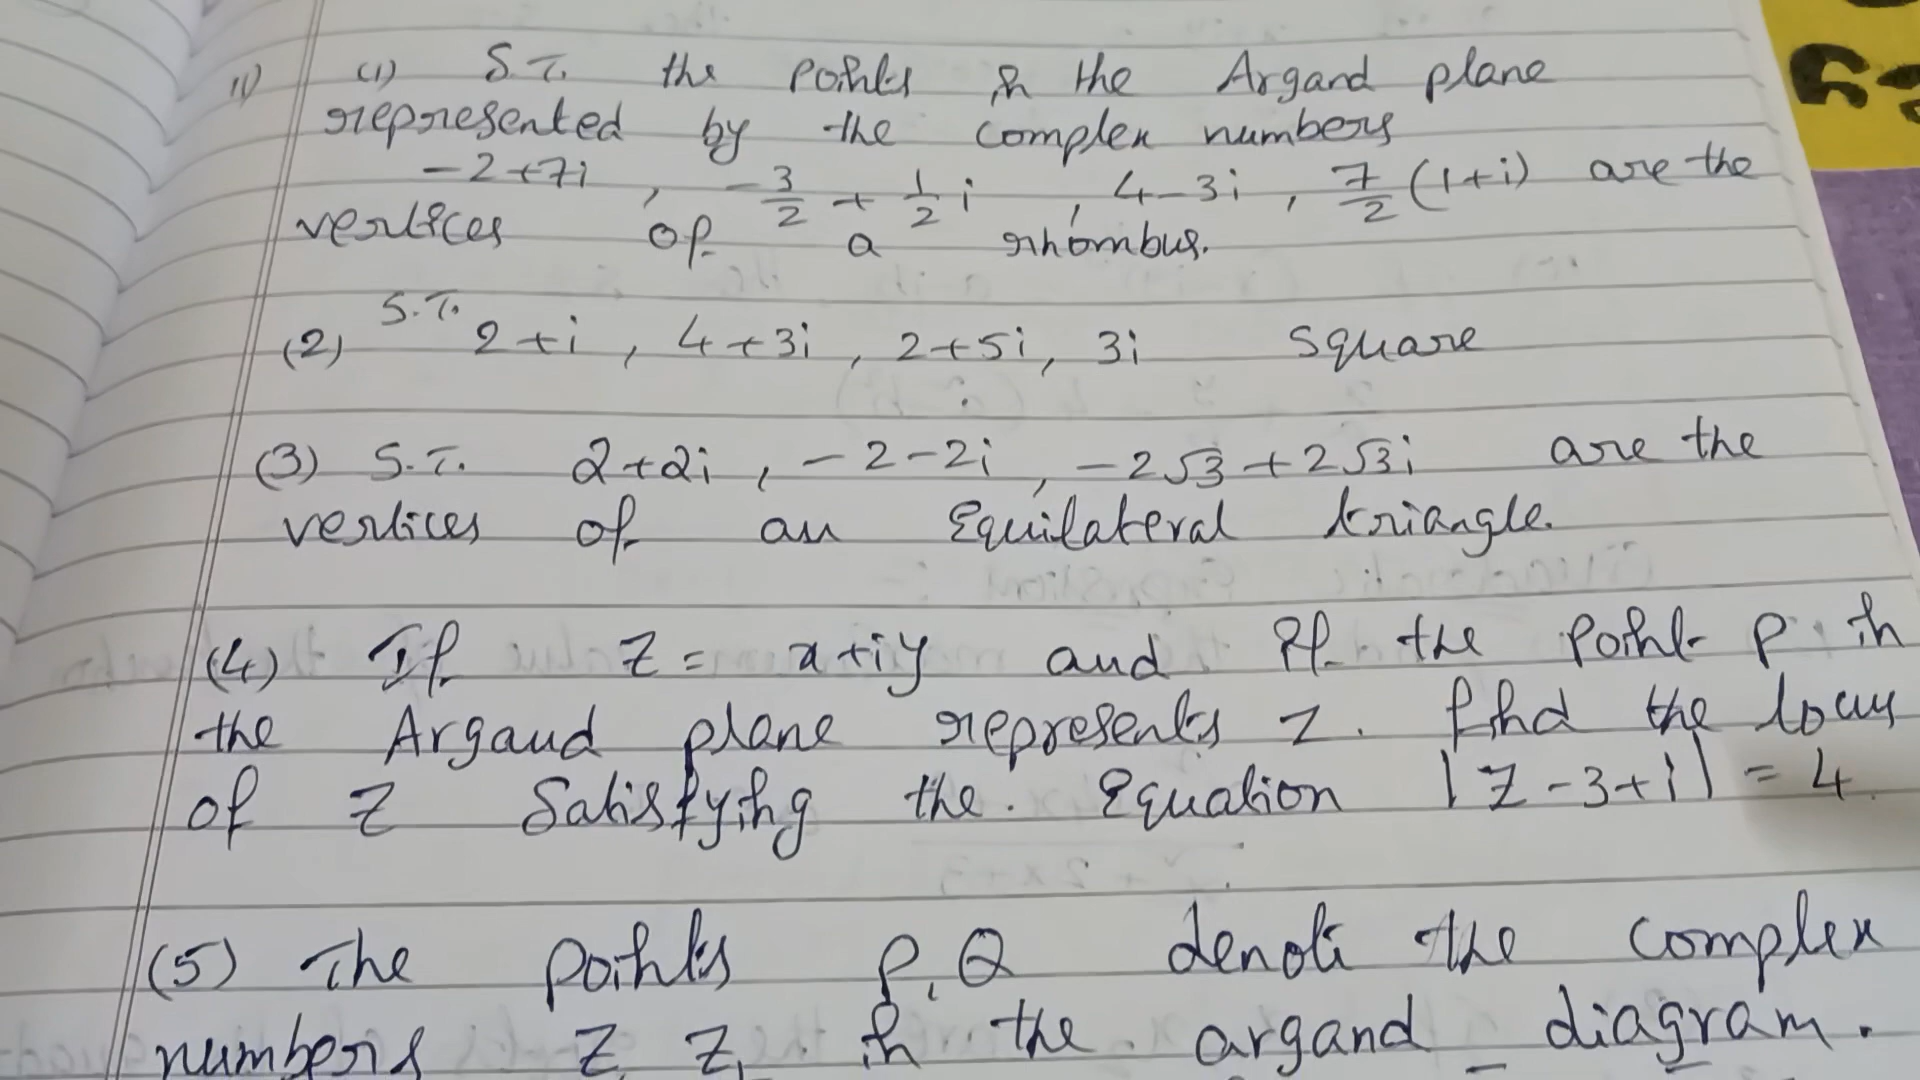 11) (1) S.T. the points in the Argand plane
represented by the complex numbers
-2+7i, -3/2 + 1/2 i, 4-3i, 7/2 (1+i) are the
vertices of a rhombus.
(2) S.T. 2+i, 4+3i, 2+5i, 3i square
(3) S.T. 2+2i, -2-2i, -2√3+2√3i are the
vertices of an Equilateral triangle.
(4) If z = x+iy and if the point P in
the Argand plane represents z. find the locus
of z satisfying the. Equation |z-3+i| = 4
(5) The points P, Q denote the complex
numbers z, z₁ in the argand diagram.